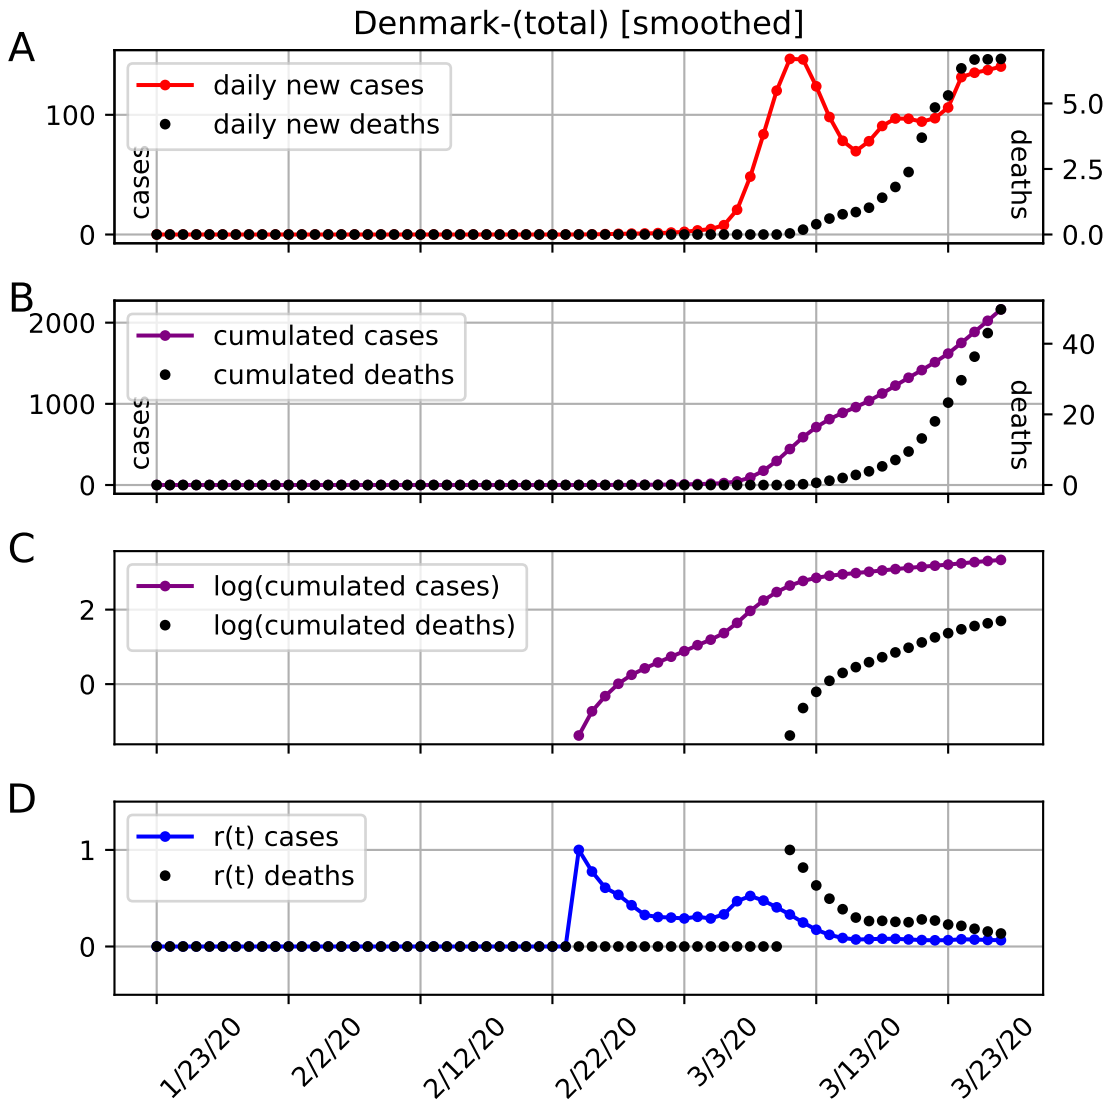 Denmark-(total) [smoothed]
A
daily new cases
daily new deaths
100
0
cases
5.0
2.5
0.0
deaths
B
cumulated cases
cumulated deaths
2000
1000
0
cases
40
20
0
deaths
C
log(cumulated cases)
log(cumulated deaths)
2
0
D
r(t) cases
r(t) deaths
1
0
1/23/20
2/2/20
2/12/20
2/22/20
3/3/20
3/13/20
3/23/20